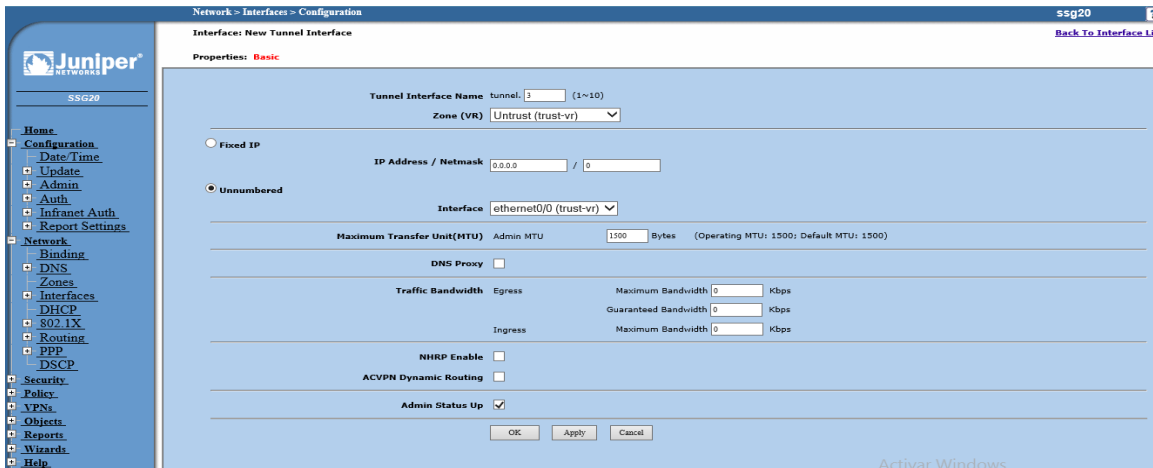 Network > Interfaces > Configuration
ssg20
?
Interface: New Tunnel Interface
Back To Interface Li
Properties: Basic
Juniper®
NETWORKS
SSG20
Home
Configuration
Date/Time
Update
Admin
Auth
Infranet Auth
Report Settings
Network
Binding
DNS
Zones
Interfaces
DHCP
802.1X
Routing
PPP
DSCP
Security
Policy
VPNs
Objects
Reports
Wizards
Help
Tunnel Interface Name tunnel. 3 (1~10)
Zone (VR) Untrust (trust-vr)
Fixed IP
IP Address / Netmask 0.0.0.0 / 0
Unnumbered
Interface ethernet0/0 (trust-vr)
Maximum Transfer Unit(MTU) Admin MTU 1500 Bytes (Operating MTU: 1500; Default MTU: 1500)
DNS Proxy
Traffic Bandwidth Egress Maximum Bandwidth 0 Kbps
Guaranteed Bandwidth 0 Kbps
Ingress Maximum Bandwidth 0 Kbps
NHRP Enable
ACVPN Dynamic Routing
Admin Status Up
OK Apply Cancel
Activar Windows